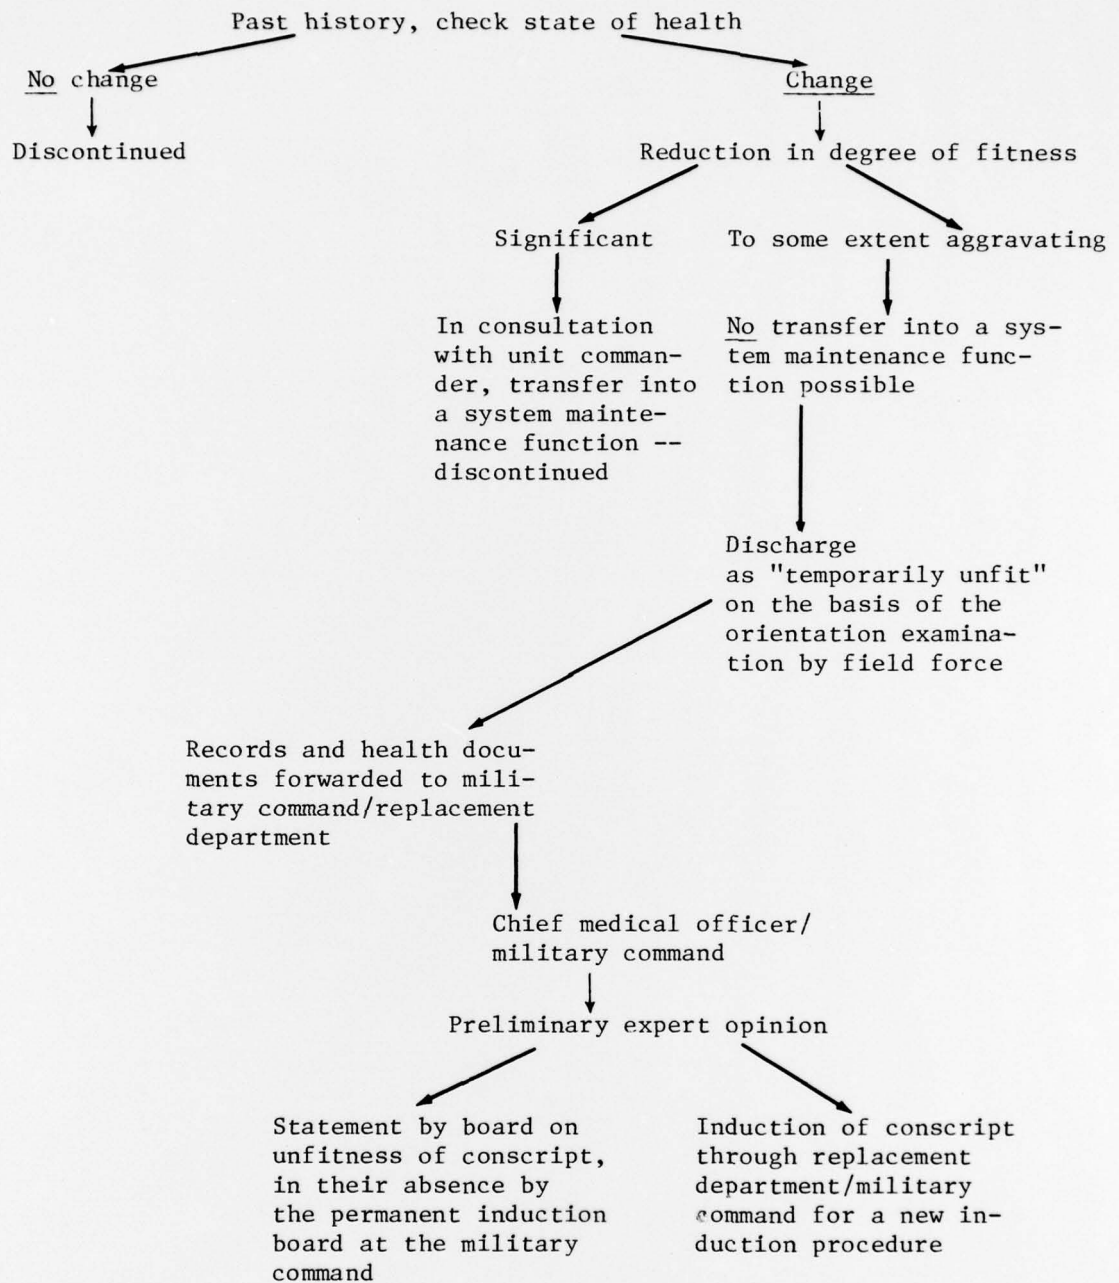 Past history, check state of health
No change
Change
Discontinued
Reduction in degree of fitness
Significant
To some extent aggravating
In consultation
with unit comman-
der, transfer into
a system mainte-
nance function --
discontinued
No transfer into a sys-
tem maintenance func-
tion possible
Discharge
as "temporarily unfit"
on the basis of the
orientation examina-
tion by field force
Records and health docu-
ments forwarded to mili-
tary command/replacement
department
Chief medical officer/
military command
Preliminary expert opinion
Statement by board on
unfitness of conscript,
in their absence by
the permanent induction
board at the military
command
Induction of conscript
through replacement
department/military
command for a new in-
duction procedure